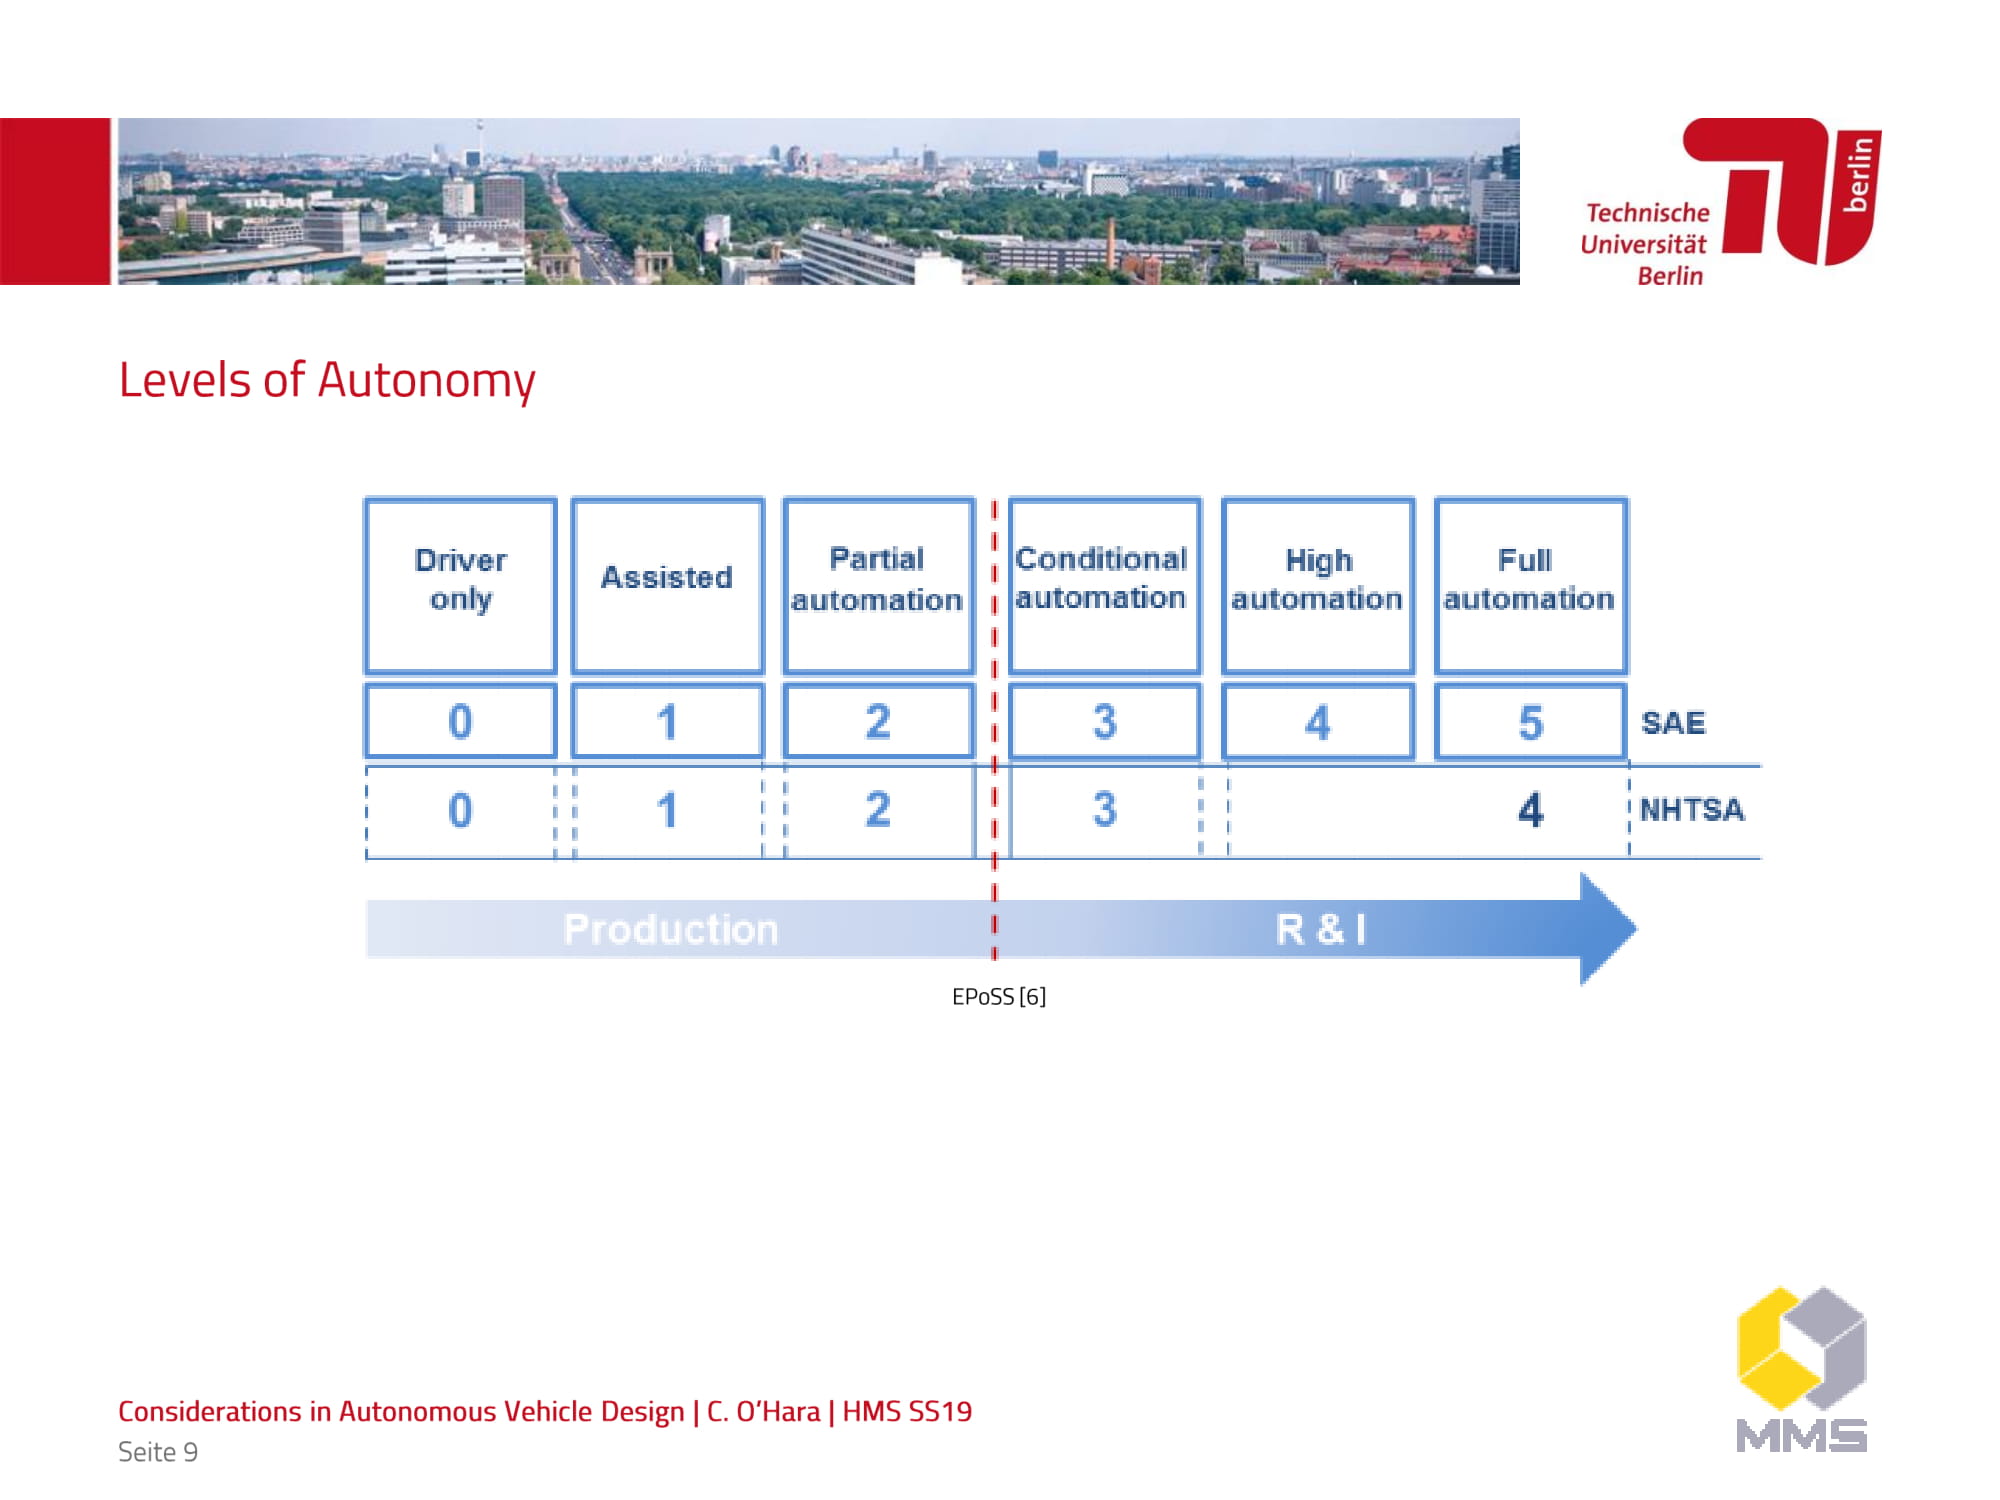 Technische
Universität
Berlin
berlin
Levels of Autonomy
Driver
only
Assisted
Partial
automation
Conditional
automation
High
automation
Full
automation
0 1 2 3 4 5 SAE
0 1 2 3 4 NHTSA
Production R & I
EPoSS [6]
Considerations in Autonomous Vehicle Design | C. O’Hara | HMS SS19
Seite 9
MMS